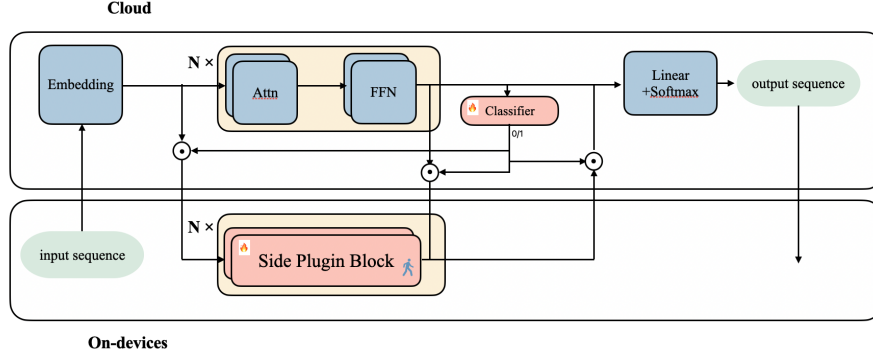 Cloud
Embedding
N ×
Attn
FFN
Classifier
0/1
Linear
+Softmax
output sequence
input sequence
N ×
Side Plugin Block
On-devices